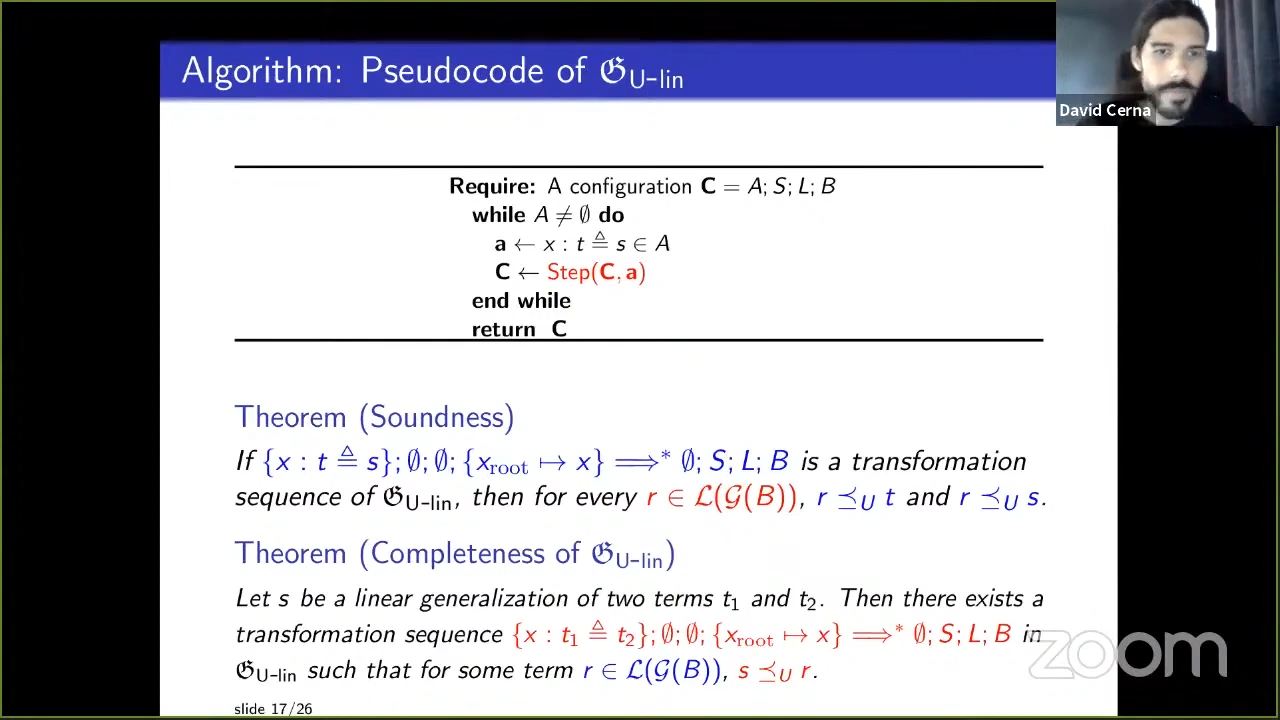 Algorithm: Pseudocode of 𝔊U-lin
David Cerna
Require: A configuration C = A; S; L; B
while A ≠ ∅ do
a ← x : t ≜ s ∈ A
C ← Step(C, a)
end while
return C
Theorem (Soundness)
If {x : t ≜ s}; ∅; ∅; {xroot ↦ x} ⟹* ∅; S; L; B is a transformation
sequence of 𝔊U-lin, then for every r ∈ ℒ(𝒢(B)), r ⪯U t and r ⪯U s.
Theorem (Completeness of 𝔊U-lin)
Let s be a linear generalization of two terms t1 and t2. Then there exists a
transformation sequence {x : t1 ≜ t2}; ∅; ∅; {xroot ↦ x} ⟹* ∅; S; L; B in
𝔊U-lin such that for some term r ∈ ℒ(𝒢(B)), s ⪯U r.
zoom
slide 17/26